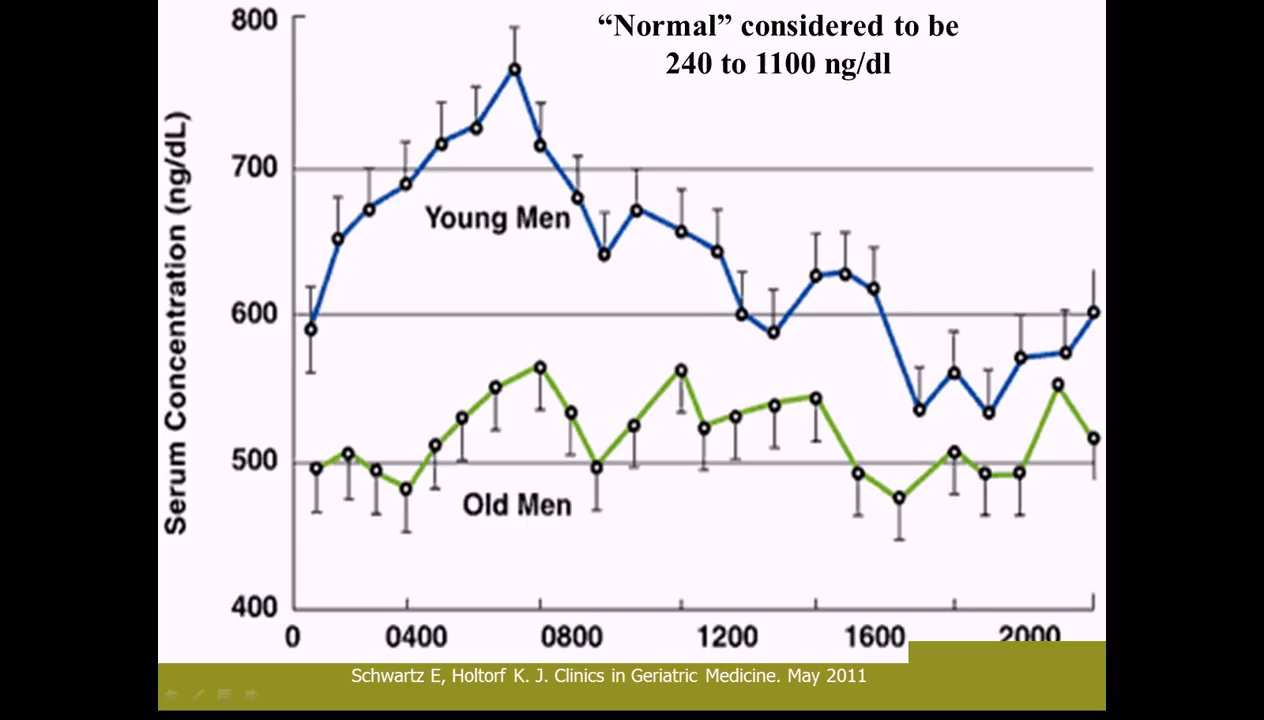 “Normal” considered to be
240 to 1100 ng/dl
800
700
600
500
400
Serum Concentration (ng/dL)
Young Men
Old Men
0 0400 0800 1200 1600 2000
Schwartz E, Holtorf K. J. Clinics in Geriatric Medicine. May 2011